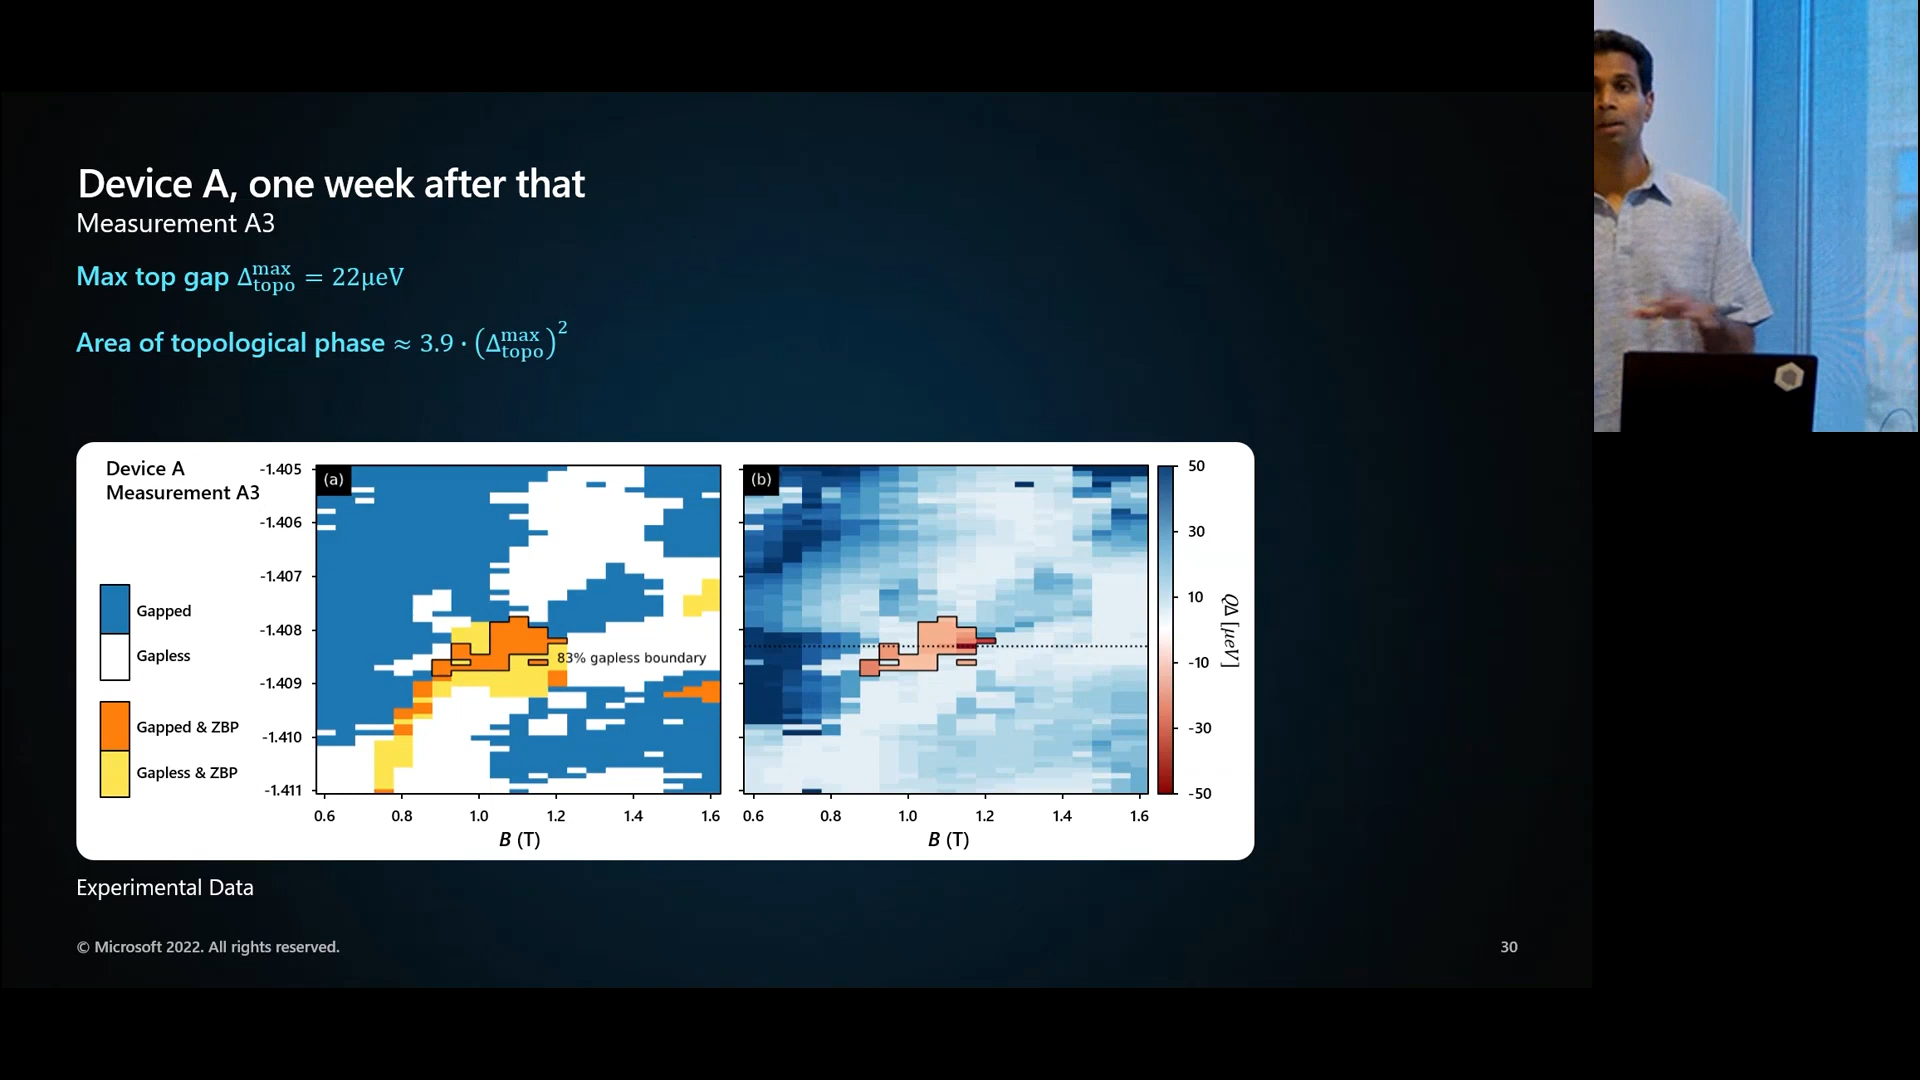 Device A, one week after that
Measurement A3
Max top gap Δ_topo^max = 22μeV
Area of topological phase ≈ 3.9 · (Δ_topo^max)^2
Device A
Measurement A3
-1.405
-1.406
-1.407
-1.408
-1.409
-1.410
-1.411
Gapped
Gapless
Gapped & ZBP
Gapless & ZBP
(a)
83% gapless boundary
0.6 0.8 1.0 1.2 1.4 1.6
B (T)
(b)
0.6 0.8 1.0 1.2 1.4 1.6
B (T)
50
30
10
-10
-30
-50
QΔ [μeV]
Experimental Data
© Microsoft 2022. All rights reserved.
30